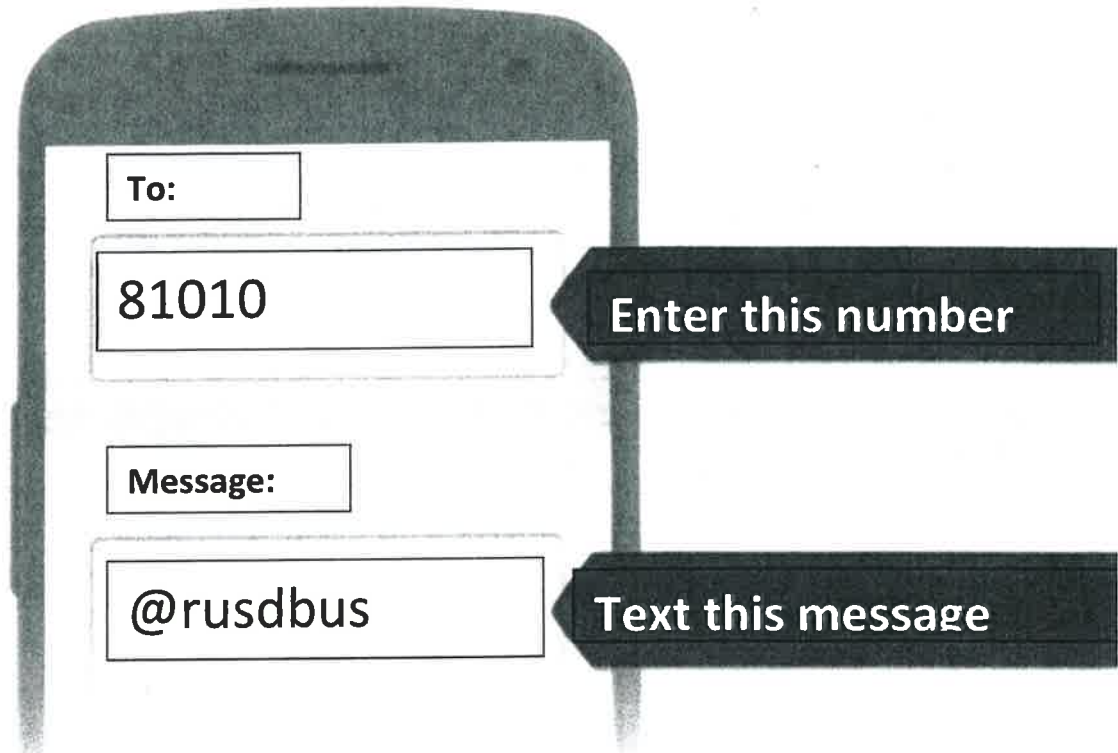 To:
81010
Enter this number
Message:
@rusdbus
Text this message